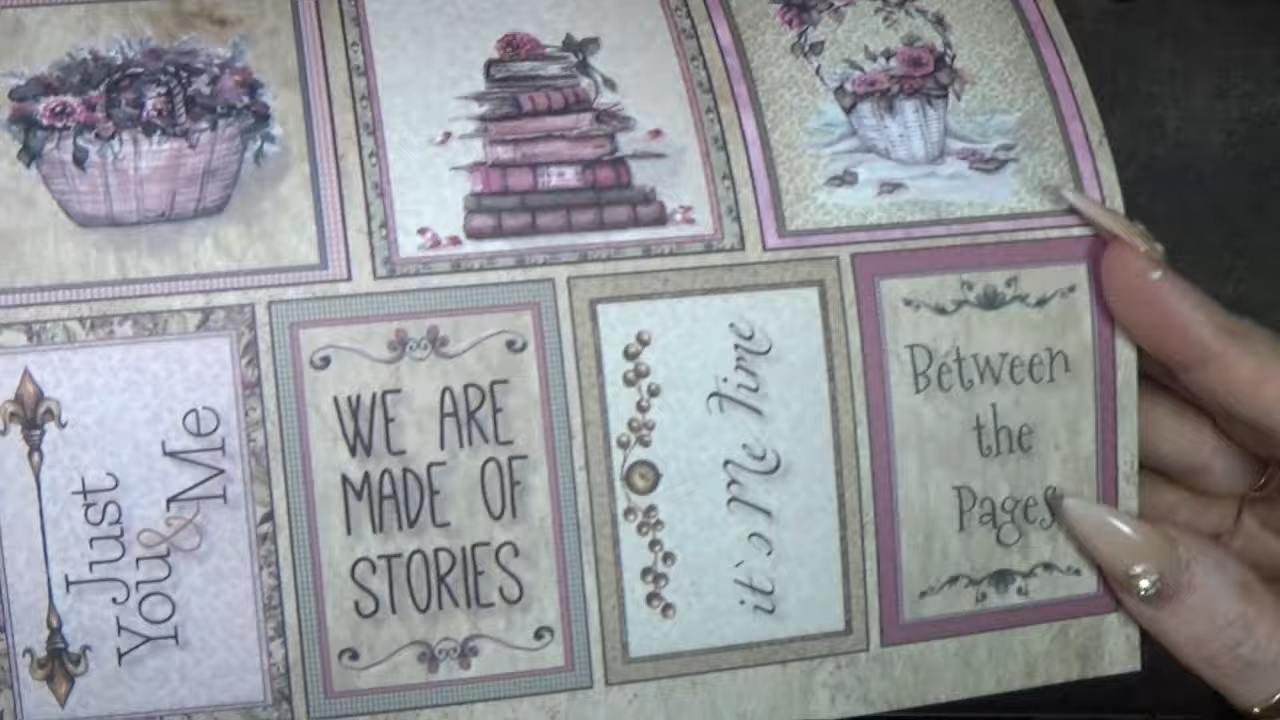 Just
You & Me
WE ARE
MADE OF
STORIES
it's Me Time
Between
the
Pages